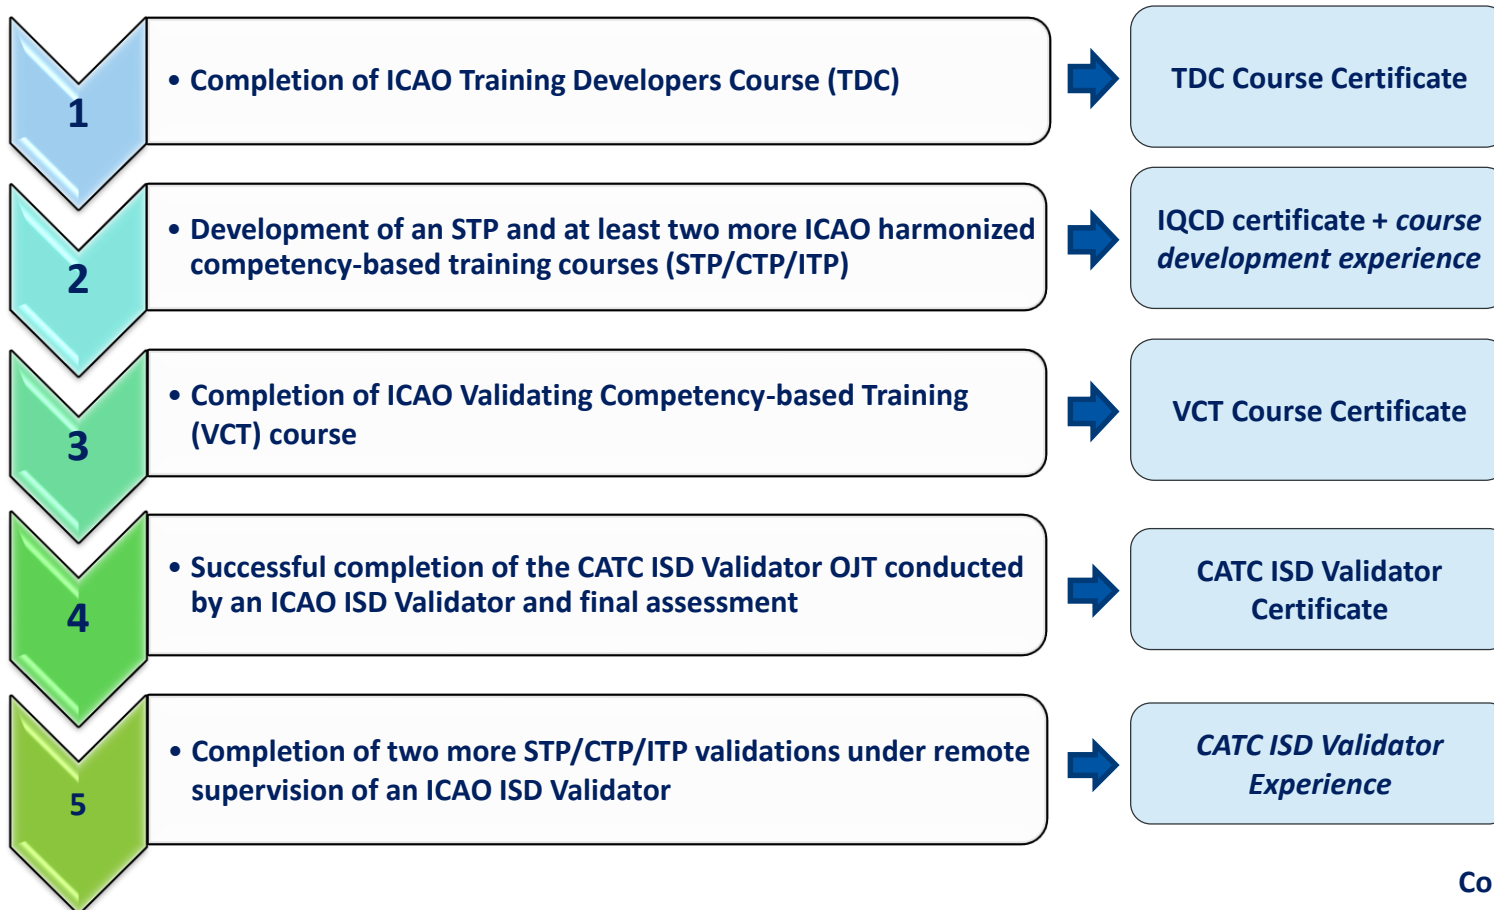 1
• Completion of ICAO Training Developers Course (TDC)
TDC Course Certificate
2
• Development of an STP and at least two more ICAO harmonized
competency-based training courses (STP/CTP/ITP)
IQCD certificate + course
development experience
3
• Completion of ICAO Validating Competency-based Training
(VCT) course
VCT Course Certificate
4
• Successful completion of the CATC ISD Validator OJT conducted
by an ICAO ISD Validator and final assessment
CATC ISD Validator
Certificate
5
• Completion of two more STP/CTP/ITP validations under remote
supervision of an ICAO ISD Validator
CATC ISD Validator
Experience
Co